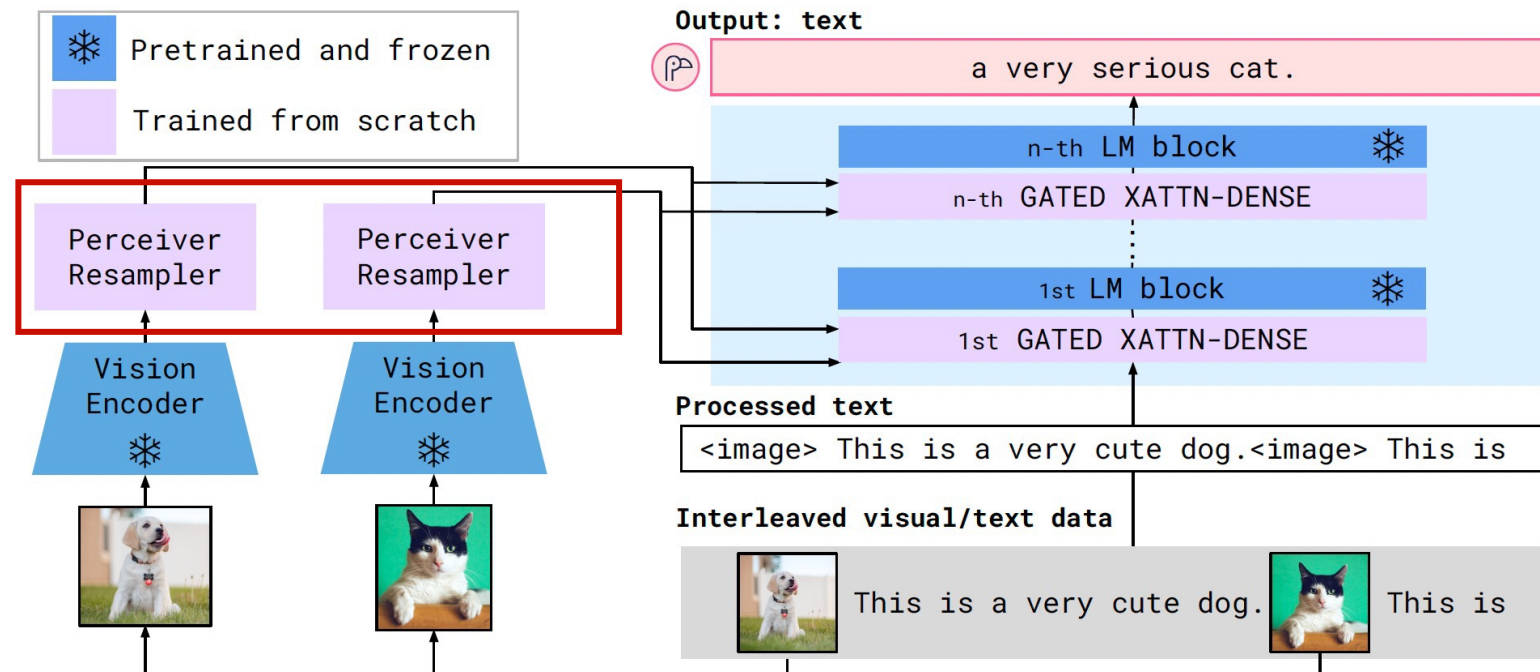 Pretrained and frozen
Trained from scratch
Perceiver
Resampler
Perceiver
Resampler
Vision
Encoder
Vision
Encoder
Output: text
a very serious cat.
n-th LM block
n-th GATED XATTN-DENSE
1st LM block
1st GATED XATTN-DENSE
Processed text
<image> This is a very cute dog.<image> This is
Interleaved visual/text data
This is a very cute dog. This is